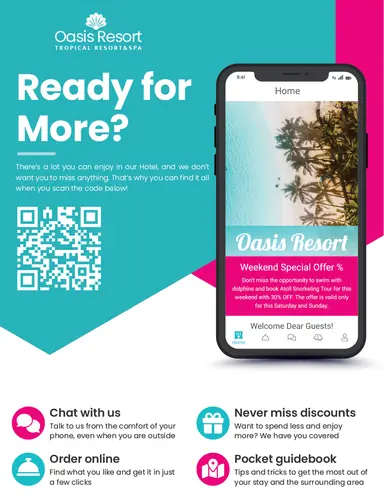 Oasis Resort
TROPICAL RESORT&SPA
Ready for
More?
There's a lot you can enjoy in our Hotel, and we don't
want you to miss anything. That's why you can find it all
when you scan the code below!
9:41
Home
Oasis Resort
Weekend Special Offer %
Don't miss the opportunity to swim with
dolphine and book Atoll Snorkeling Tour for
this weekend with 30% OFF. The offer is valid only
for this Saturday and Sunday.
Welcome Dear Guests!
Home
Chat with us
Talk to us from the comfort of your
phone, even when you are outside
Never miss discounts
Want to spend less and enjoy
more? We have you covered
Order online
Find what you like and get it in just
a few clicks
Pocket guidebook
Tips and tricks to get the most out of
your stay and the surrounding area